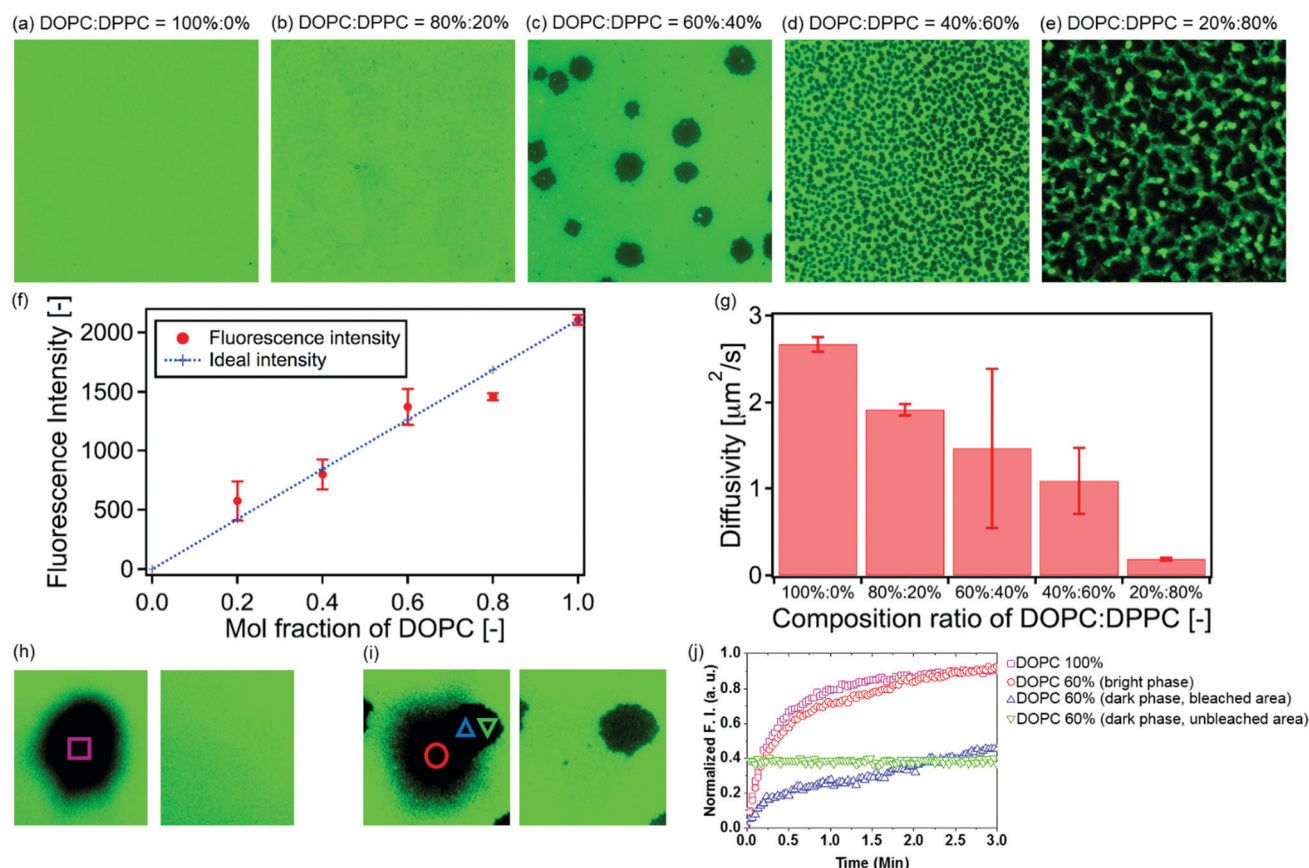 (a) DOPC:DPPC = 100%:0%
(b) DOPC:DPPC = 80%:20%
(c) DOPC:DPPC = 60%:40%
(d) DOPC:DPPC = 40%:60%
(e) DOPC:DPPC = 20%:80%
(f)
Fluorescence Intensity [-]
2000
1500
1000
500
0
Fluorescence intensity
Ideal intensity
0.0 0.2 0.4 0.6 0.8 1.0
Mol fraction of DOPC [-]
(g)
Diffusivity [μm²/s]
3
2
1
0
100%:0% 80%:20% 60%:40% 40%:60% 20%:80%
Composition ratio of DOPC:DPPC [-]
(h)
(i)
(j)
Normalized F. I. (a. u.)
1.0
0.8
0.6
0.4
0.2
0.0
0.0 0.5 1.0 1.5 2.0 2.5 3.0
Time (Min)
DOPC 100%
DOPC 60% (bright phase)
DOPC 60% (dark phase, bleached area)
DOPC 60% (dark phase, unbleached area)